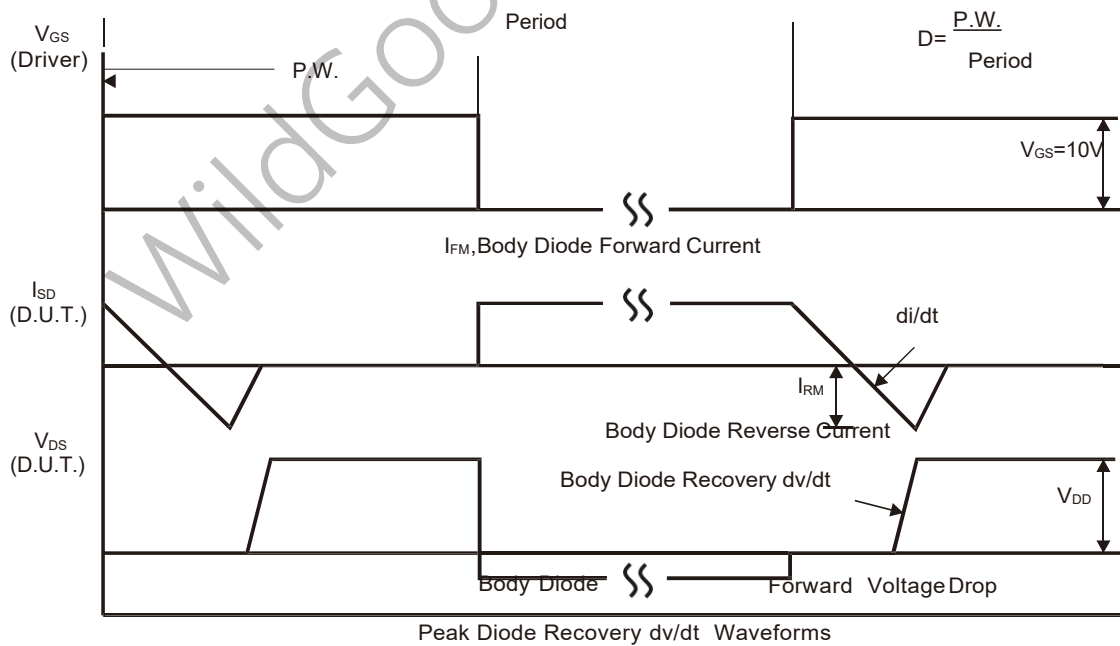 Period
D= P.W.
Period
VGS
(Driver)
P.W.
VGS=10V
IFM,Body Diode Forward Current
ISD
(D.U.T.)
di/dt
IRM
Body Diode Reverse Current
VDS
(D.U.T.)
Body Diode Recovery dv/dt
VDD
Body Diode Forward Voltage Drop
Peak Diode Recovery dv/dt Waveforms
WildGoo